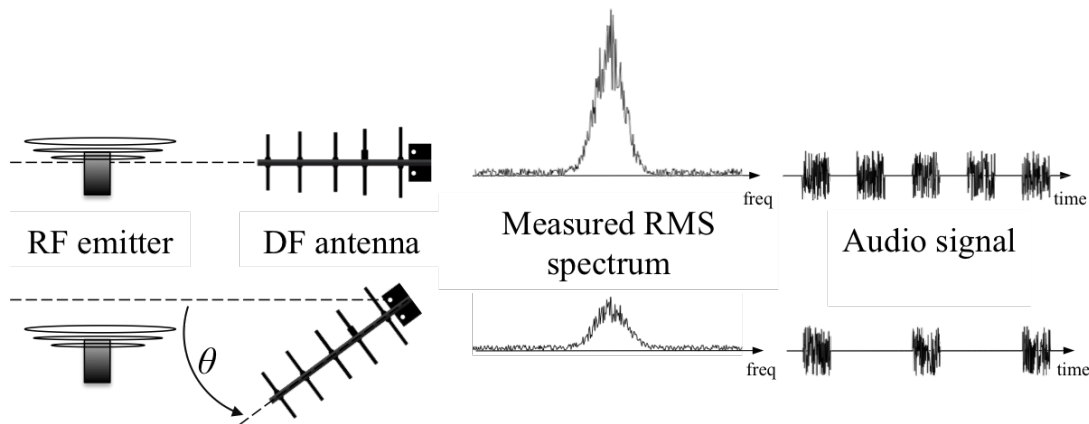 freq
time
RF emitter
DF antenna
Measured RMS
spectrum
Audio signal
θ
freq
time